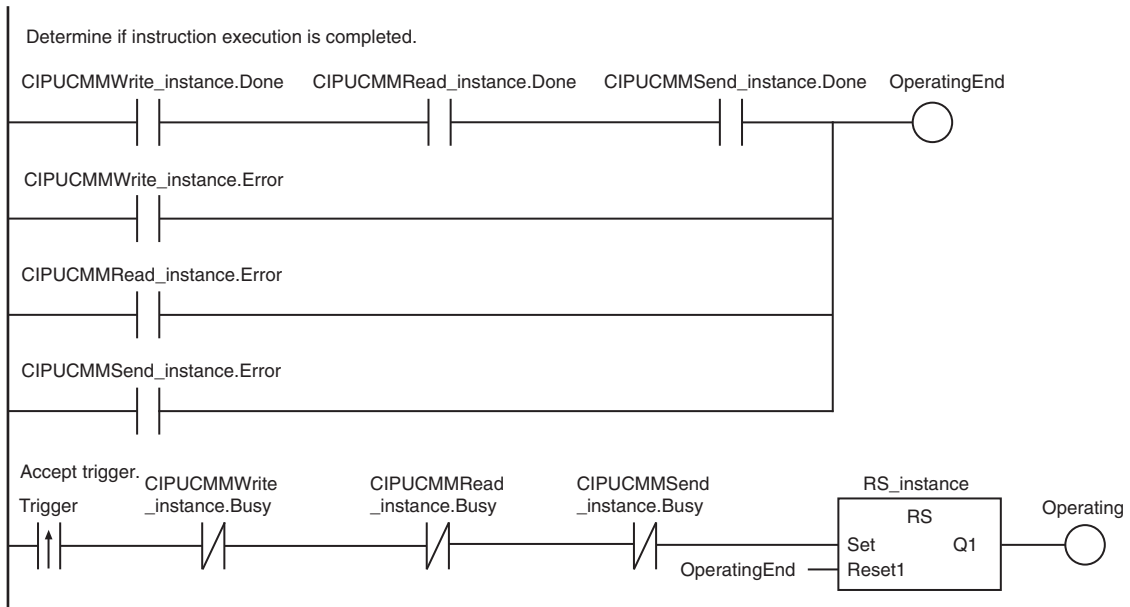 Determine if instruction execution is completed.
CIPUCMMWrite_instance.Done CIPUCMMRead_instance.Done CIPUCMMSend_instance.Done OperatingEnd
CIPUCMMWrite_instance.Error
CIPUCMMRead_instance.Error
CIPUCMMSend_instance.Error
Accept trigger.
Trigger
CIPUCMMWrite
_instance.Busy
CIPUCMMRead
_instance.Busy
CIPUCMMSend
_instance.Busy
RS_instance
RS
Set Q1
OperatingEnd Reset1
Operating